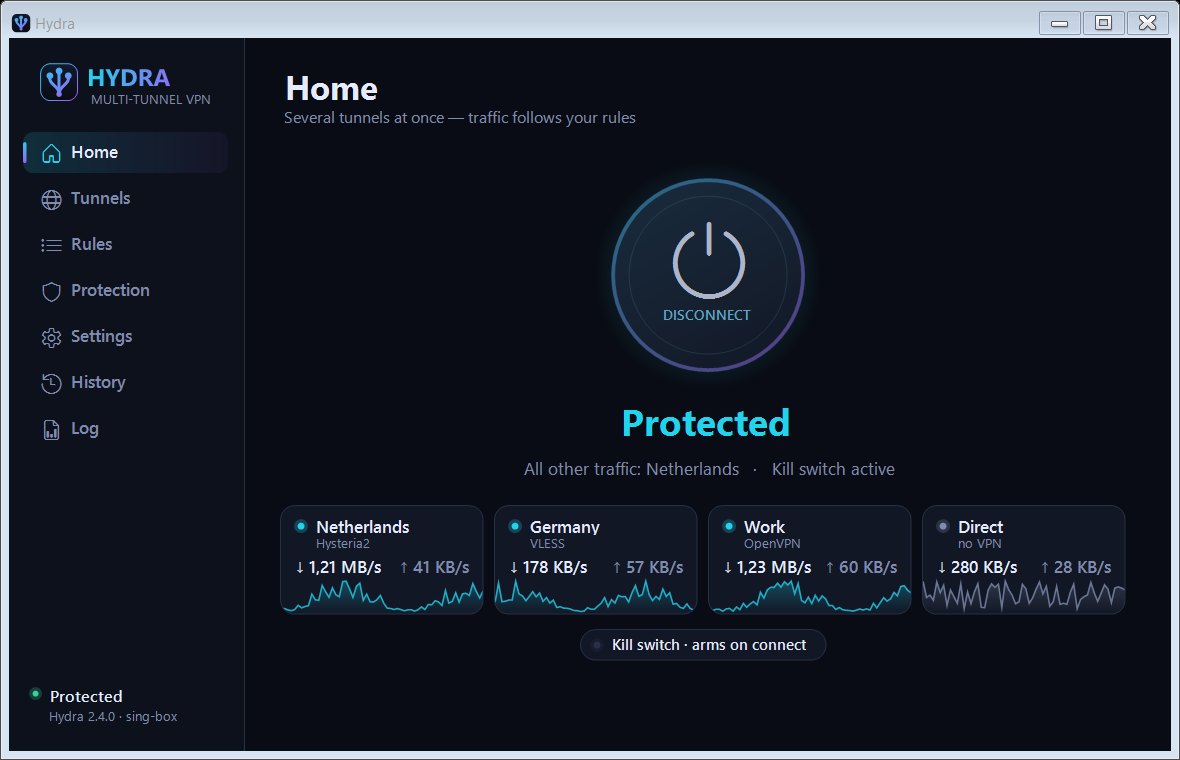 Hydra
HYDRA
MULTI-TUNNEL VPN
Home
Tunnels
Rules
Protection
Settings
History
Log
Protected
Hydra 2.4.0 · sing-box
Home
Several tunnels at once — traffic follows your rules
DISCONNECT
Protected
All other traffic: Netherlands · Kill switch active
Netherlands
Hysteria2
↓ 1,21 MB/s ↑ 41 KB/s
Germany
VLESS
↓ 178 KB/s ↑ 57 KB/s
Work
OpenVPN
↓ 1,23 MB/s ↑ 60 KB/s
Direct
no VPN
↓ 280 KB/s ↑ 28 KB/s
Kill switch · arms on connect